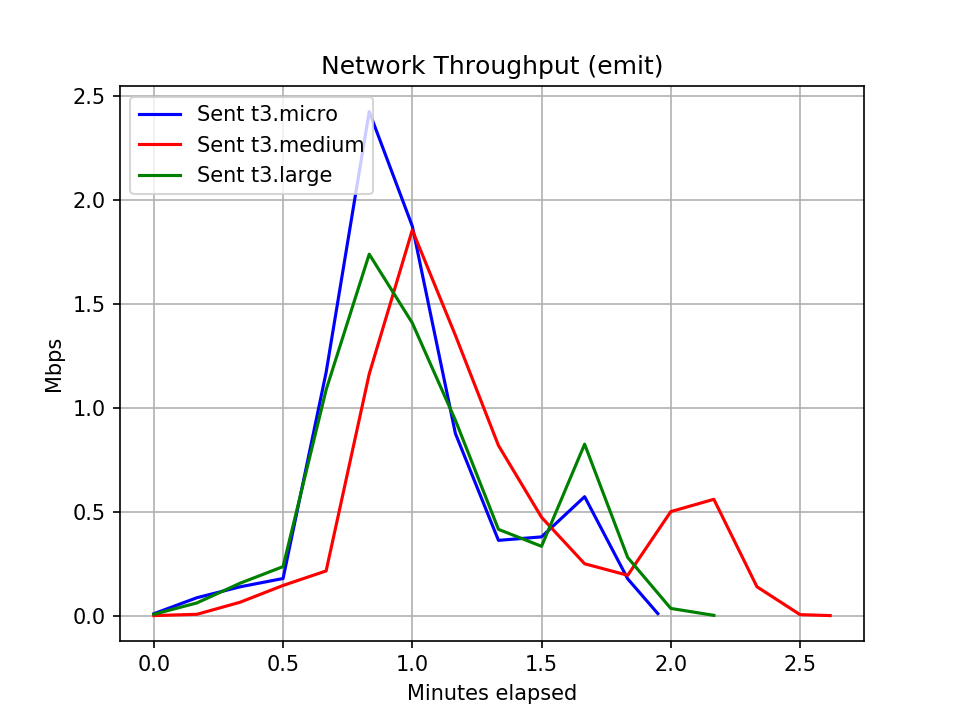 Network Throughput (emit)
Sent t3.micro
Sent t3.medium
Sent t3.large
Mbps
2.5
2.0
1.5
1.0
0.5
0.0
0.0 0.5 1.0 1.5 2.0 2.5
Minutes elapsed